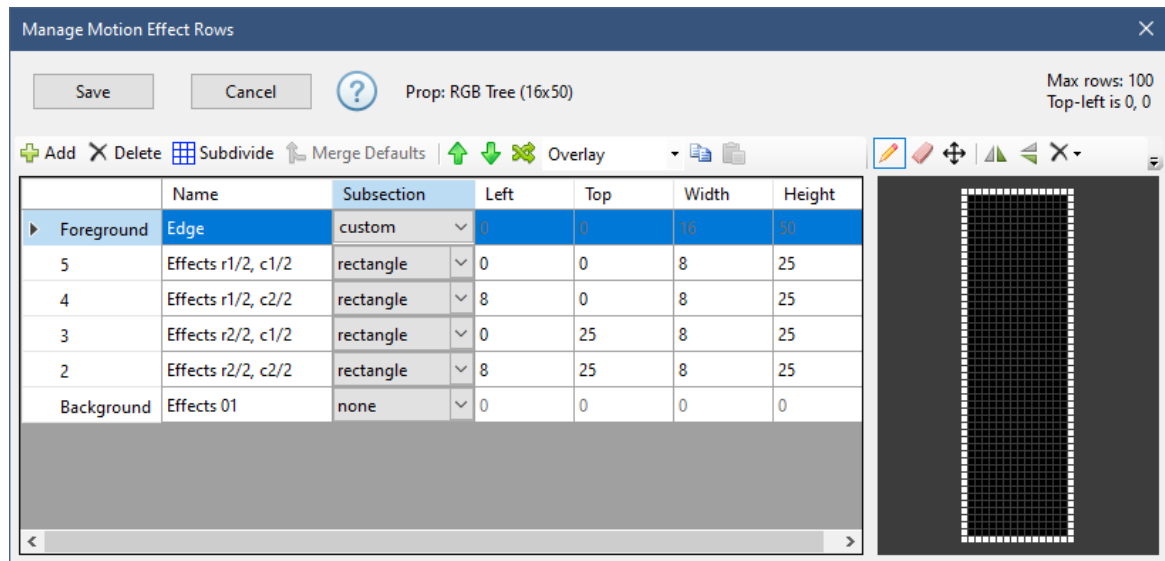 Manage Motion Effect Rows
Save Cancel ? Prop: RGB Tree (16x50) Max rows: 100
Top-left is 0, 0
Add Delete Subdivide Merge Defaults Overlay
Name Subsection Left Top Width Height
Foreground Edge custom 0 0 16 50
5 Effects r1/2, c1/2 rectangle 0 0 8 25
4 Effects r1/2, c2/2 rectangle 8 0 8 25
3 Effects r2/2, c1/2 rectangle 0 25 8 25
2 Effects r2/2, c2/2 rectangle 8 25 8 25
Background Effects 01 none 0 0 0 0